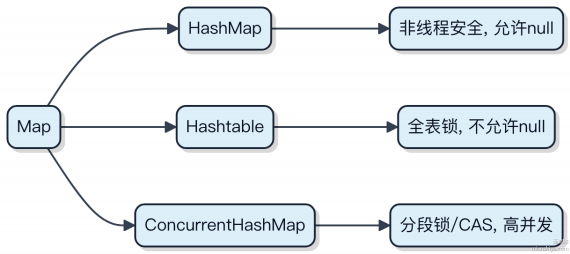 HashMap
非线程安全, 允许null
Map
Hashtable
全表锁, 不允许null
ConcurrentHashMap
分段锁/CAS, 高并发